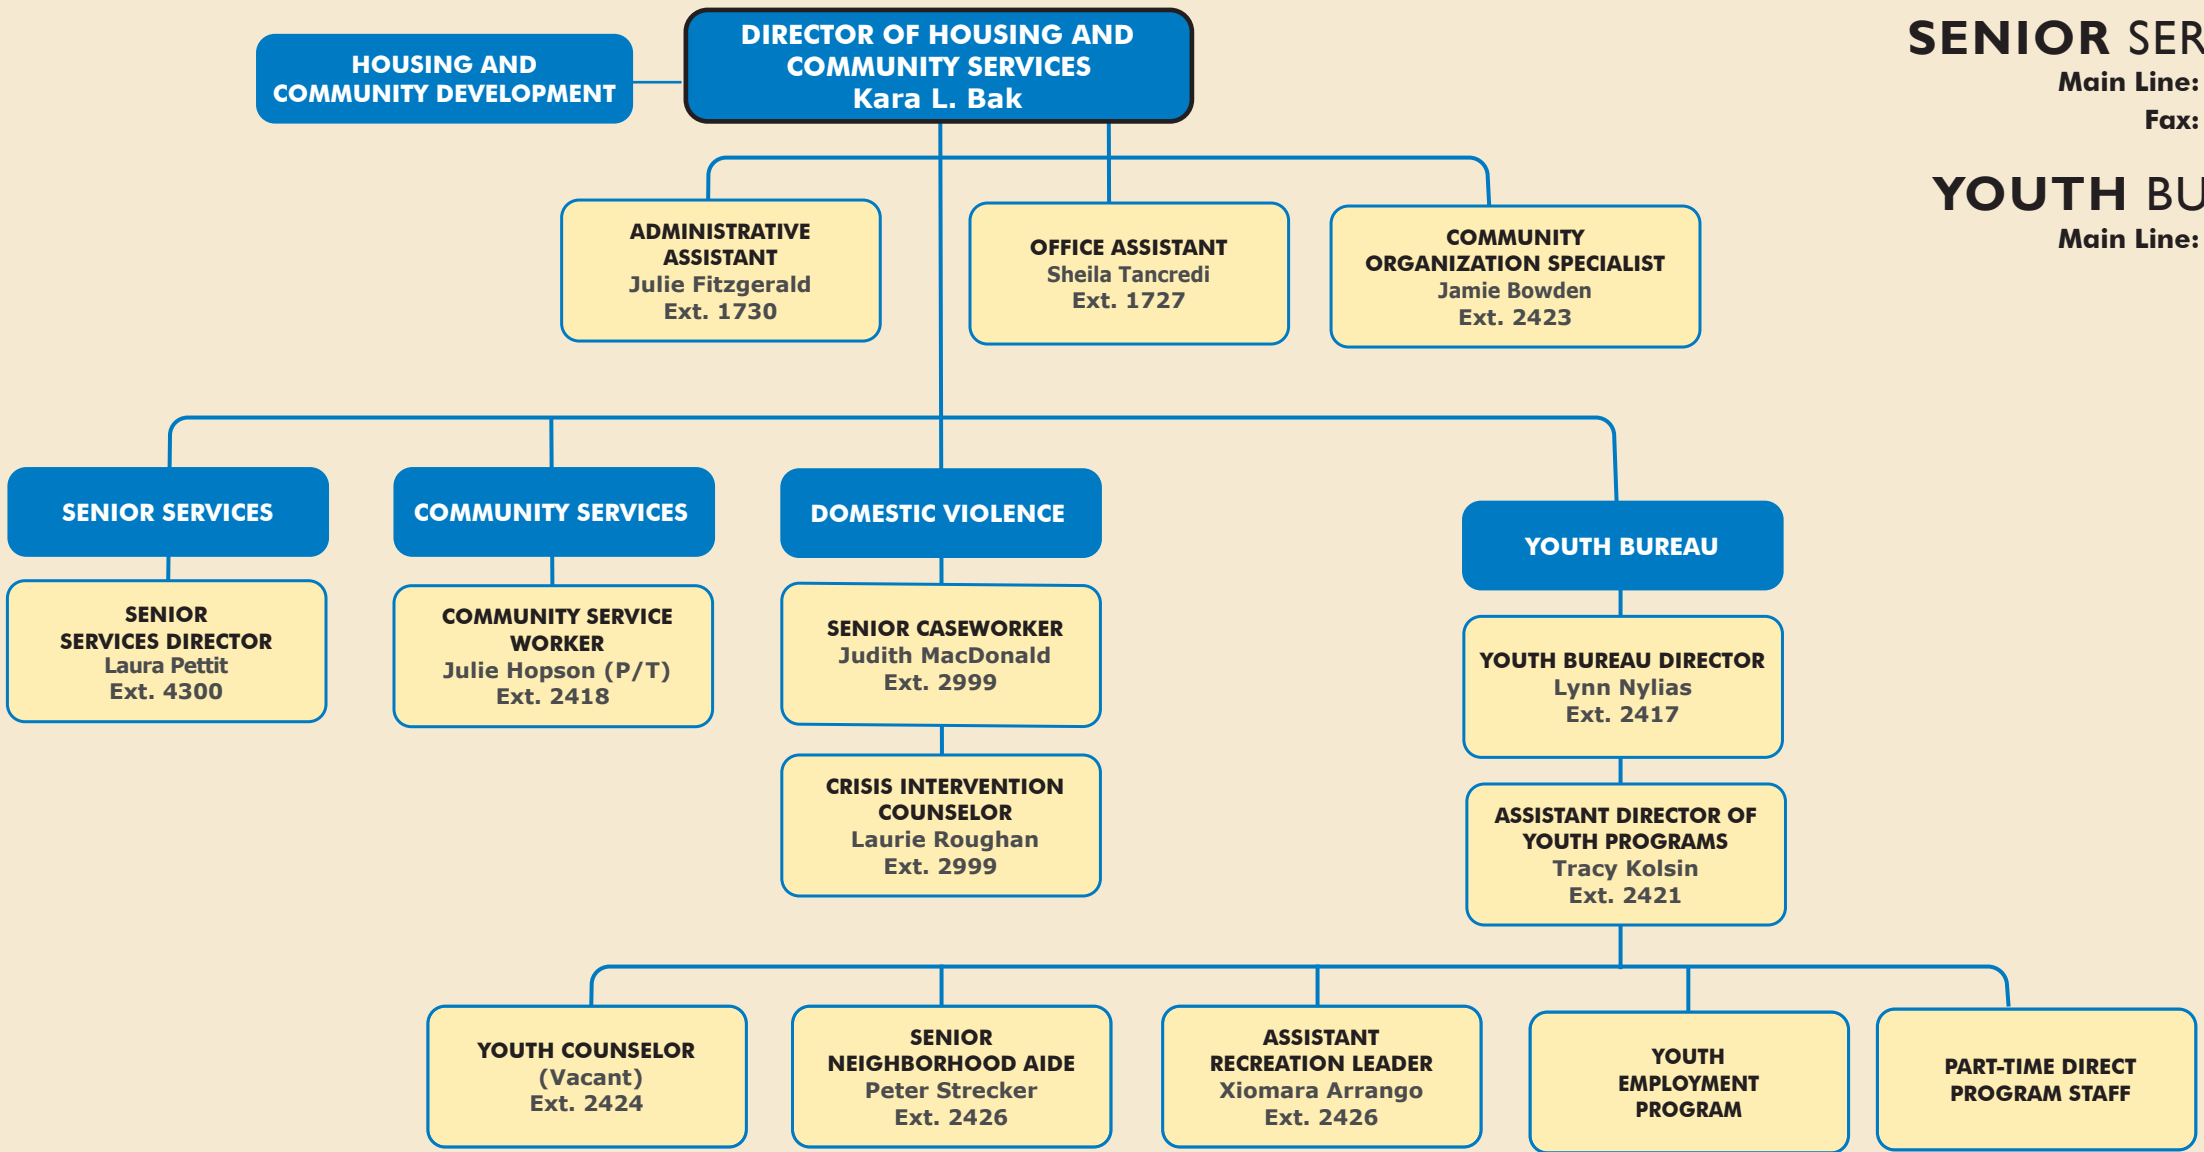 HOUSING AND
COMMUNITY DEVELOPMENT
DIRECTOR OF HOUSING AND
COMMUNITY SERVICES
Kara L. Bak
SENIOR
Main Line:
Fax:
YOUTH
Main Line:
ADMINISTRATIVE
ASSISTANT
Julie Fitzgerald
Ext. 1730
OFFICE ASSISTANT
Sheila Tancredi
Ext. 1727
COMMUNITY
ORGANIZATION SPECIALIST
Jamie Bowden
Ext. 2423
SENIOR SERVICES
COMMUNITY SERVICES
DOMESTIC VIOLENCE
YOUTH BUREAU
SENIOR
SERVICES DIRECTOR
Laura Pettit
Ext. 4300
COMMUNITY SERVICE
WORKER
Julie Hopson (P/T)
Ext. 2418
SENIOR CASEWORKER
Judith MacDonald
Ext. 2999
YOUTH BUREAU DIRECTOR
Lynn Nylias
Ext. 2417
CRISIS INTERVENTION
COUNSELOR
Laurie Roughan
Ext. 2999
ASSISTANT DIRECTOR OF
YOUTH PROGRAMS
Tracy Kolsin
Ext. 2421
YOUTH COUNSELOR
(Vacant)
Ext. 2424
SENIOR
NEIGHBORHOOD AIDE
Peter Strecker
Ext. 2426
ASSISTANT
RECREATION LEADER
Xiomara Arrango
Ext. 2426
YOUTH
EMPLOYMENT
PROGRAM
PART-TIME DIRECT
PROGRAM STAFF